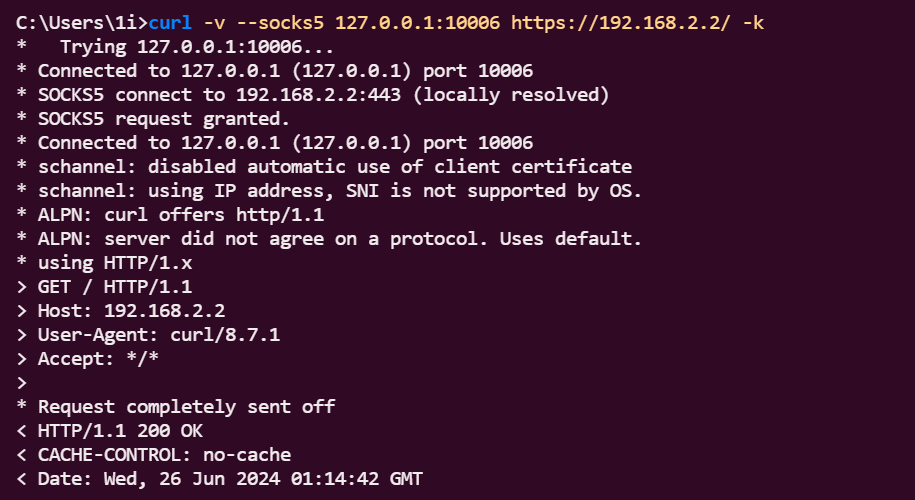 C:\Users\1i>curl -v --socks5 127.0.0.1:10006 https://192.168.2.2/ -k
*   Trying 127.0.0.1:10006...
* Connected to 127.0.0.1 (127.0.0.1) port 10006
* SOCKS5 connect to 192.168.2.2:443 (locally resolved)
* SOCKS5 request granted.
* Connected to 127.0.0.1 (127.0.0.1) port 10006
* schannel: disabled automatic use of client certificate
* schannel: using IP address, SNI is not supported by OS.
* ALPN: curl offers http/1.1
* ALPN: server did not agree on a protocol. Uses default.
* using HTTP/1.x
> GET / HTTP/1.1
> Host: 192.168.2.2
> User-Agent: curl/8.7.1
> Accept: */*
>
* Request completely sent off
< HTTP/1.1 200 OK
< CACHE-CONTROL: no-cache
< Date: Wed, 26 Jun 2024 01:14:42 GMT